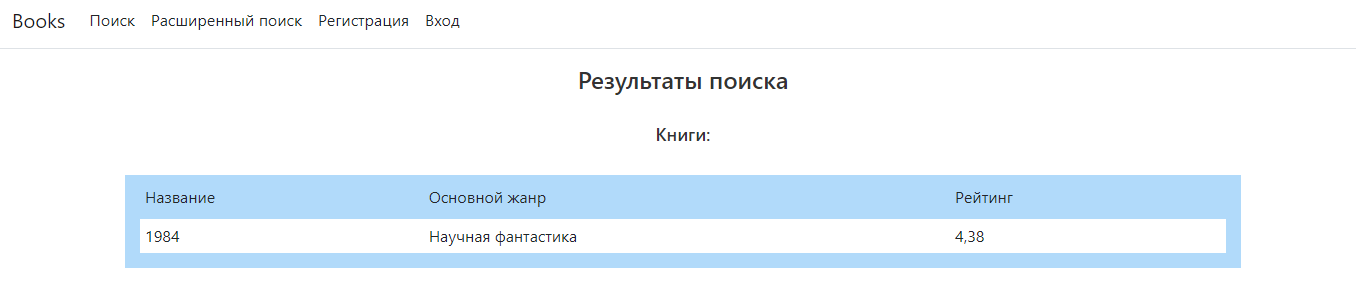 Books Поиск Расширенный поиск Регистрация Вход
Результаты поиска
Книги:
Название Основной жанр Рейтинг
1984 Научная фантастика 4,38